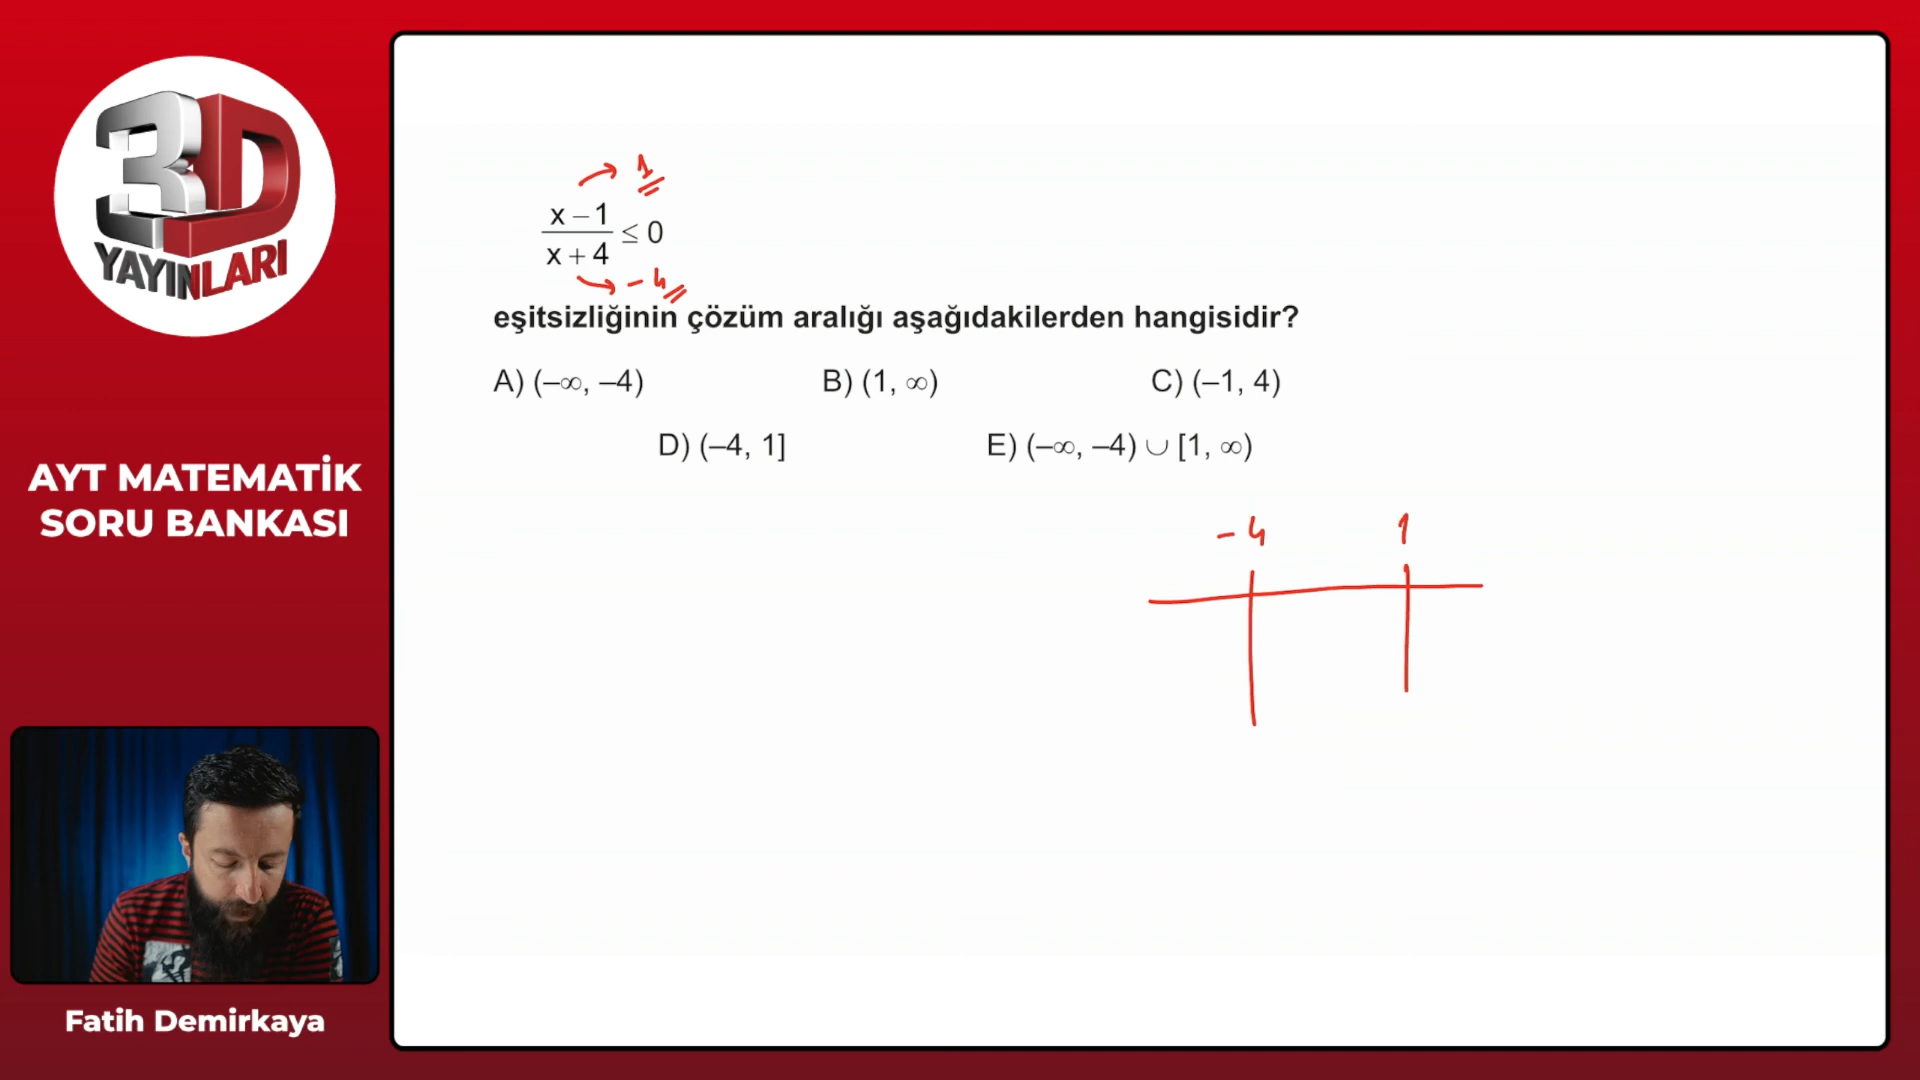 3D
YAYINLARI
AYT MATEMATİK
SORU BANKASI
Fatih Demirkaya
1
x – 1
x + 4
≤ 0
– 4
eşitsizliğinin çözüm aralığı aşağıdakilerden hangisidir?
A) (–∞, –4) B) (1, ∞) C) (–1, 4)
D) (–4, 1] E) (–∞, –4) ∪ [1, ∞)
– 4 1